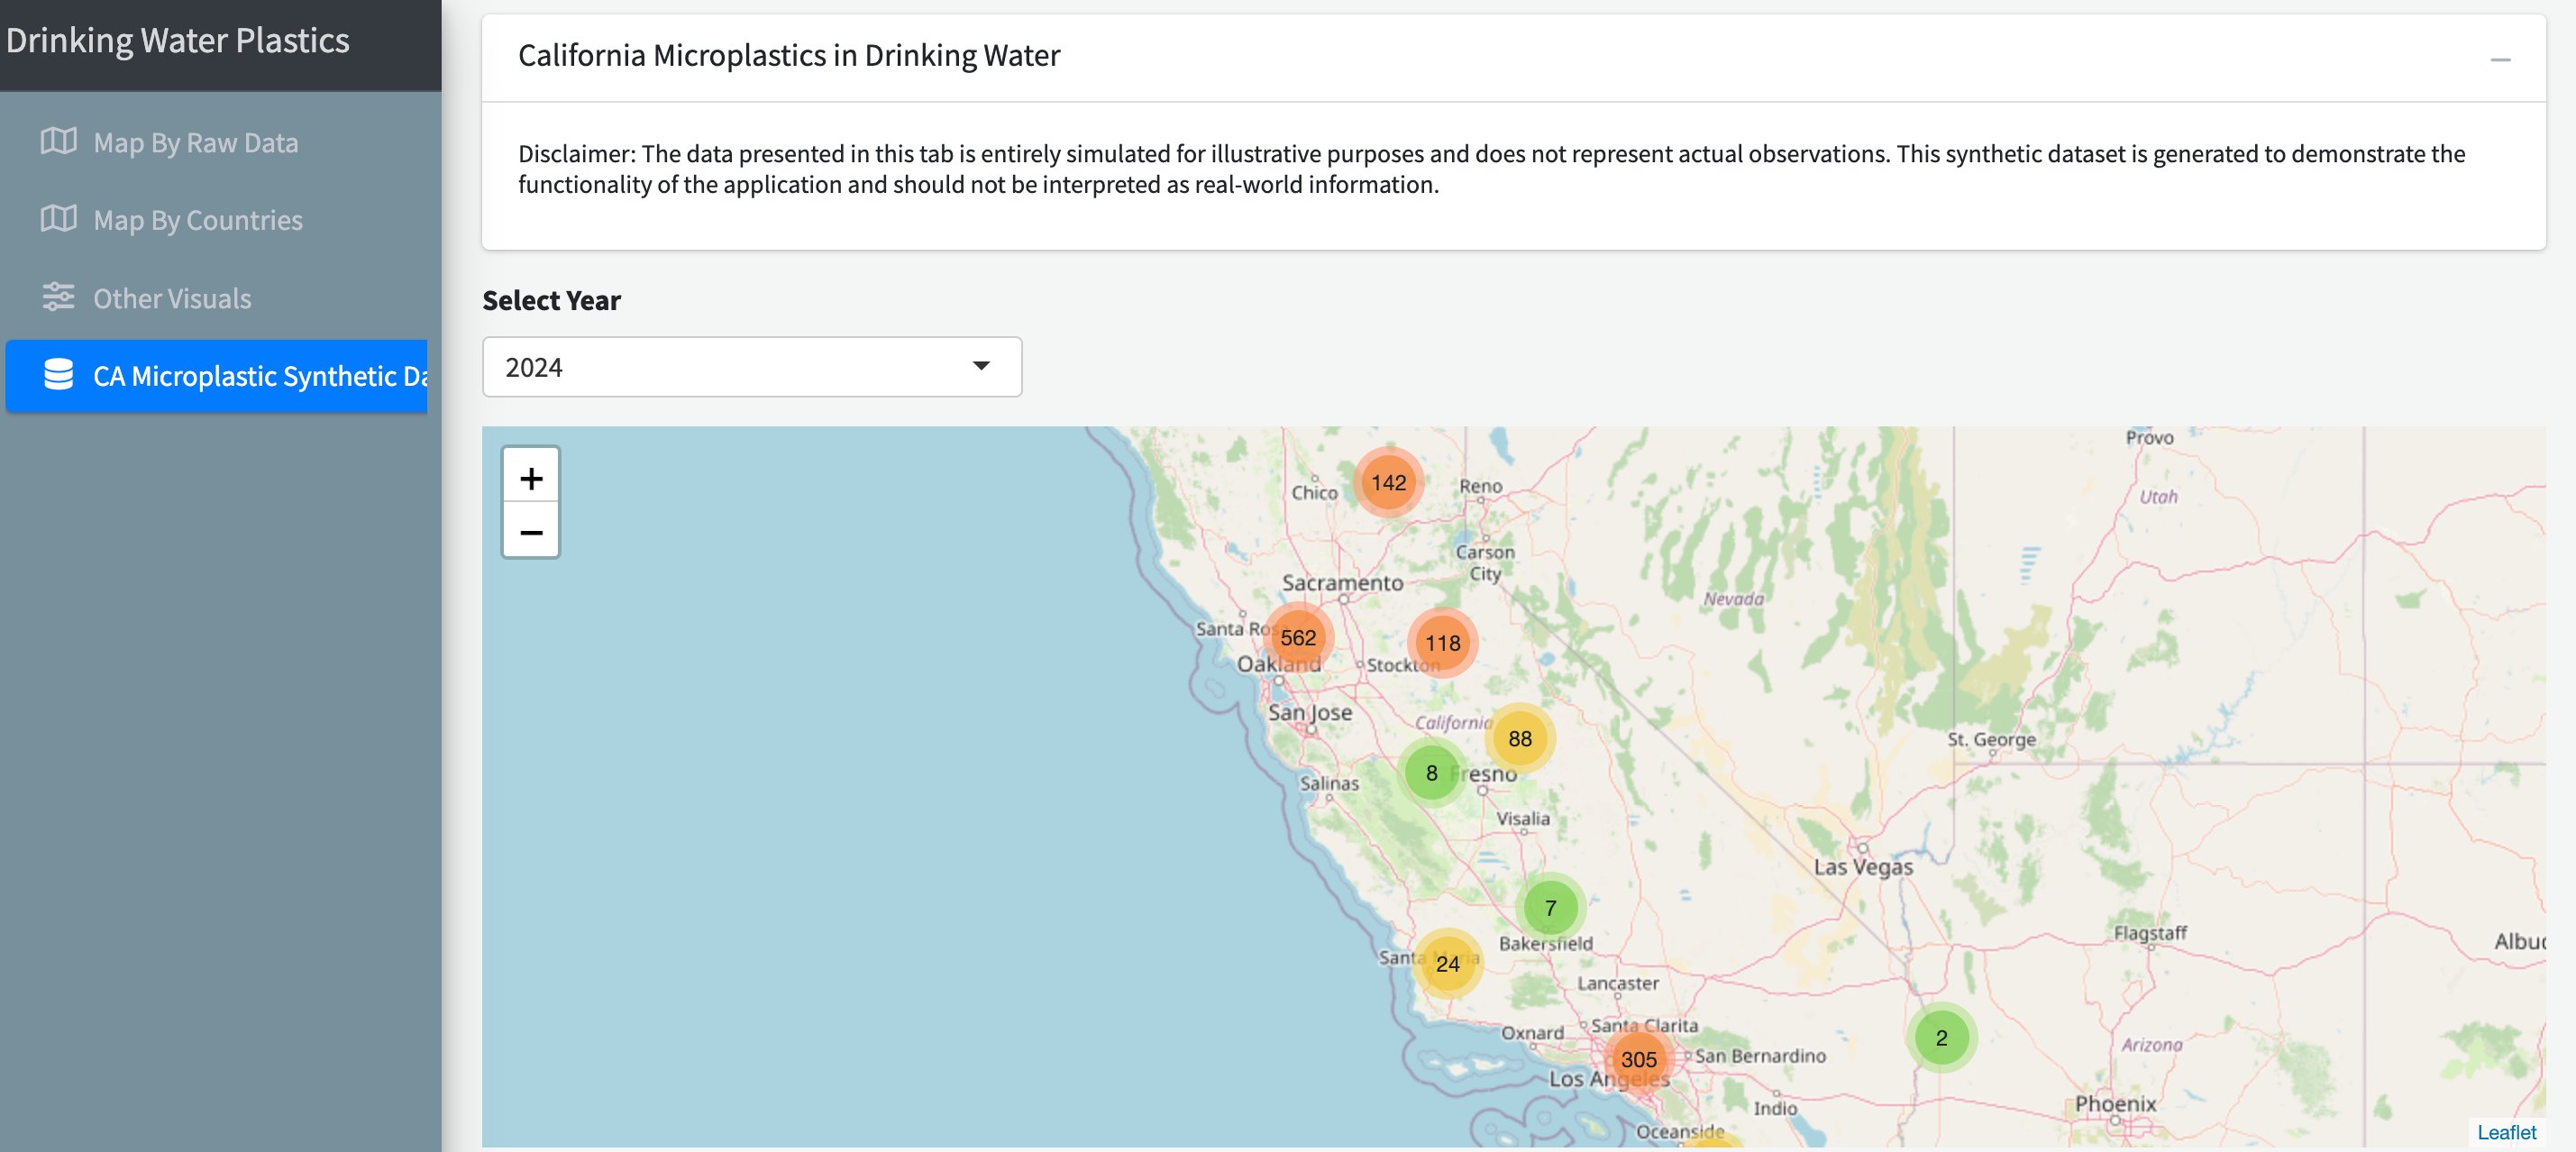 Drinking Water Plastics
Map By Raw Data
Map By Countries
Other Visuals
CA Microplastic Synthetic Da
California Microplastics in Drinking Water
Disclaimer: The data presented in this tab is entirely simulated for illustrative purposes and does not represent actual observations. This synthetic dataset is generated to demonstrate the
functionality of the application and should not be interpreted as real-world information.
Select Year
2024
+
−
Provo
142
Chico
Reno
Utah
Carson
City
Sacramento
Nevada
Santa Rosa
562
118
Oakland
Stockton
San Jose
California
88
St. George
8
Fresno
Salinas
Visalia
Las Vegas
7
Bakersfield
Flagstaff
Albuq
Santa Maria
24
Lancaster
Oxnard
Santa Clarita
2
305
San Bernardino
Arizona
Los Angeles
Indio
Phoenix
Oceanside
Leaflet